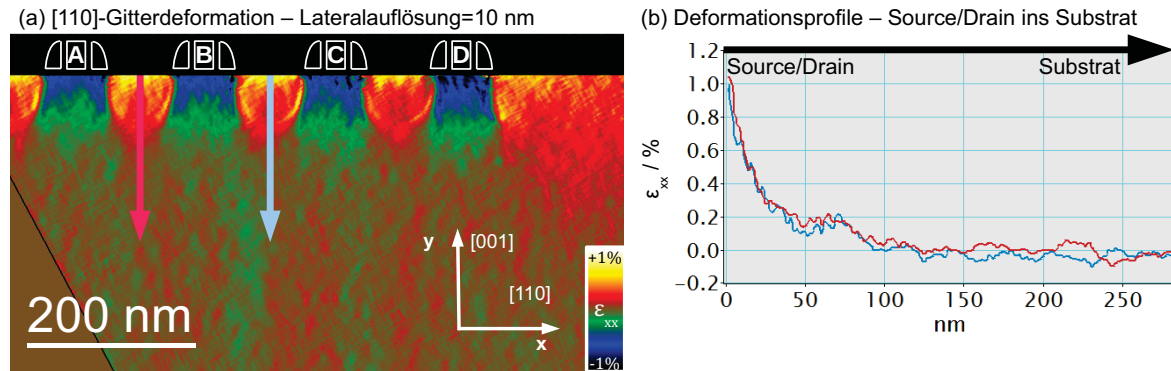 (a) [110]-Gitterdeformation – Lateralauflösung=10 nm
A B C D
y [001]
[110]
x
200 nm
+1%
ε xx
-1%
(b) Deformationsprofile – Source/Drain ins Substrat
Source/Drain Substrat
1.2
1.0
0.8
0.6
0.4
0.2
0.0
−0.2
ε xx / %
0 50 100 150 200 250
nm